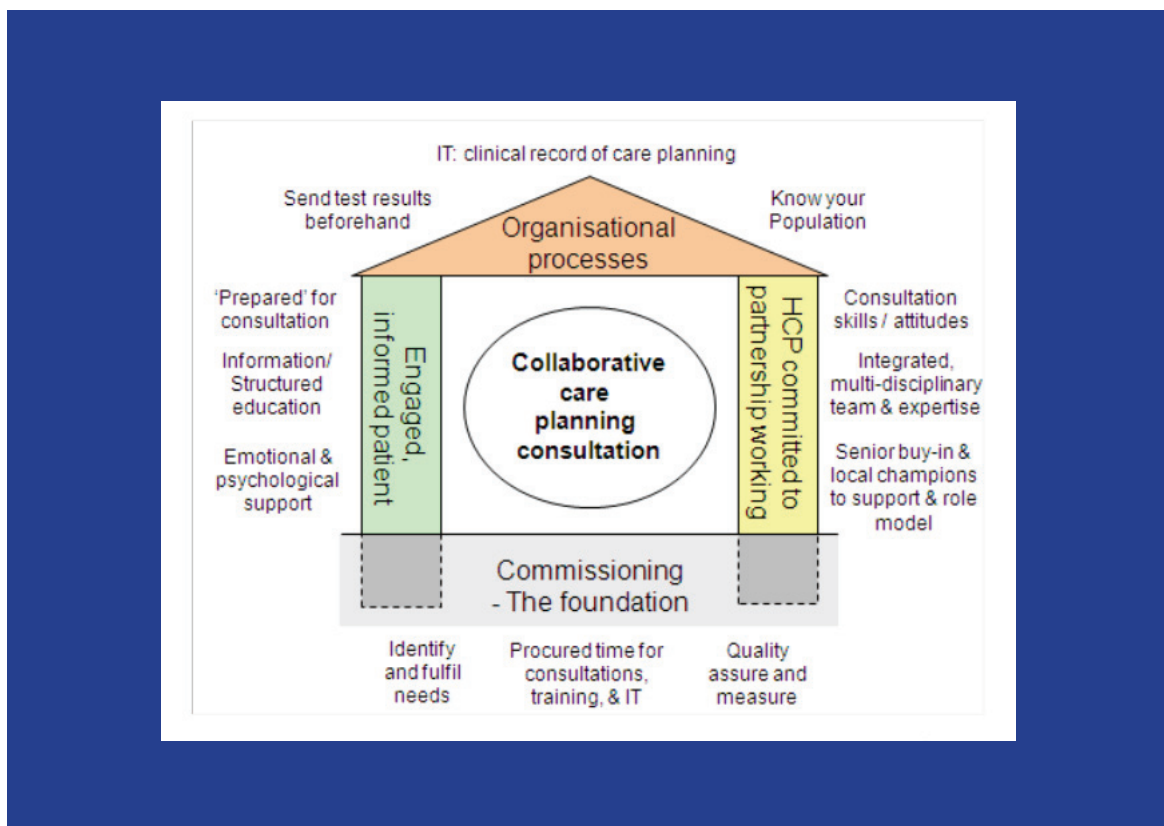 IT: clinical record of care planning
Send test results
beforehand
Know your
Population
Organisational
processes
'Prepared' for
consultation
Information/
Structured
education
Emotional &
psychological
support
Engaged,
informed patient
Collaborative
care
planning
consultation
HCP committed to
partnership working
Consultation
skills / attitudes
Integrated,
multi-disciplinary
team & expertise
Senior buy-in &
local champions
to support & role
model
Commissioning
- The foundation
Identify
and fulfil
needs
Procured time for
consultations,
training, & IT
Quality
assure and
measure